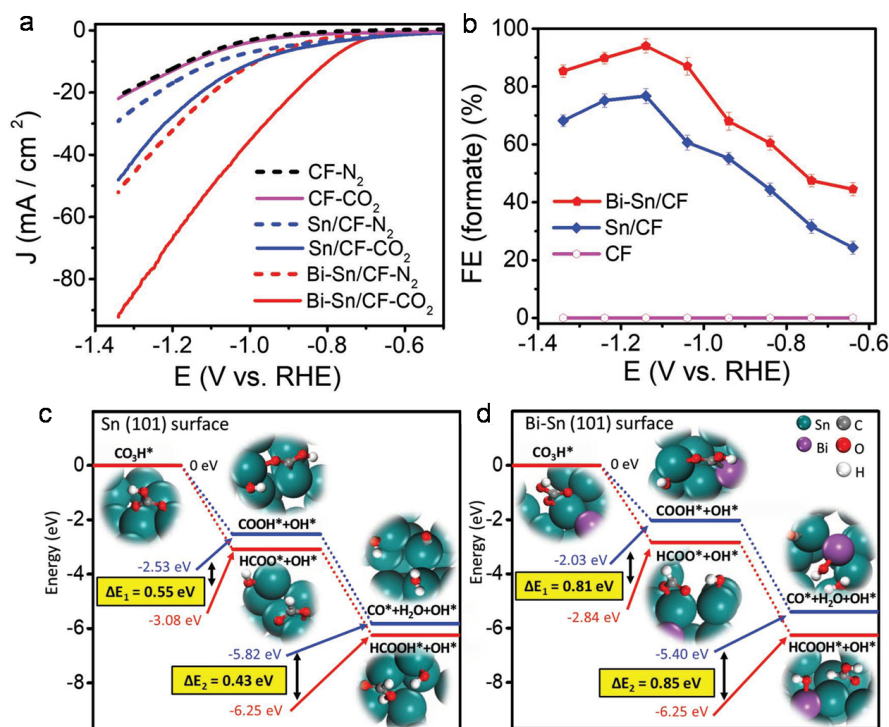 a
J (mA / cm ²)
0
-20
-40
-60
-80
CF-N₂
CF-CO₂
Sn/CF-N₂
Sn/CF-CO₂
Bi-Sn/CF-N₂
Bi-Sn/CF-CO₂
-1.4 -1.2 -1.0 -0.8 -0.6
E (V vs. RHE)
b
FE (formate) (%)
100
80
60
40
20
0
Bi-Sn/CF
Sn/CF
CF
-1.4 -1.2 -1.0 -0.8 -0.6
E (V vs. RHE)
c
Sn (101) surface
Energy (eV)
0
-2
-4
-6
-8
CO₃H*
0 eV
COOH*+OH*
-2.53 eV
HCOO*+OH*
ΔE₁ = 0.55 eV
-3.08 eV
CO*+H₂O+OH*
-5.82 eV
HCOOH*+OH*
ΔE₂ = 0.43 eV
-6.25 eV
d
Bi-Sn (101) surface
Sn C
Bi O
H
Energy (eV)
0
-2
-4
-6
-8
CO₃H*
0 eV
COOH*+OH*
-2.03 eV
HCOO*+OH*
ΔE₁ = 0.81 eV
-2.84 eV
CO*+H₂O+OH*
-5.40 eV
HCOOH*+OH*
ΔE₂ = 0.85 eV
-6.25 eV